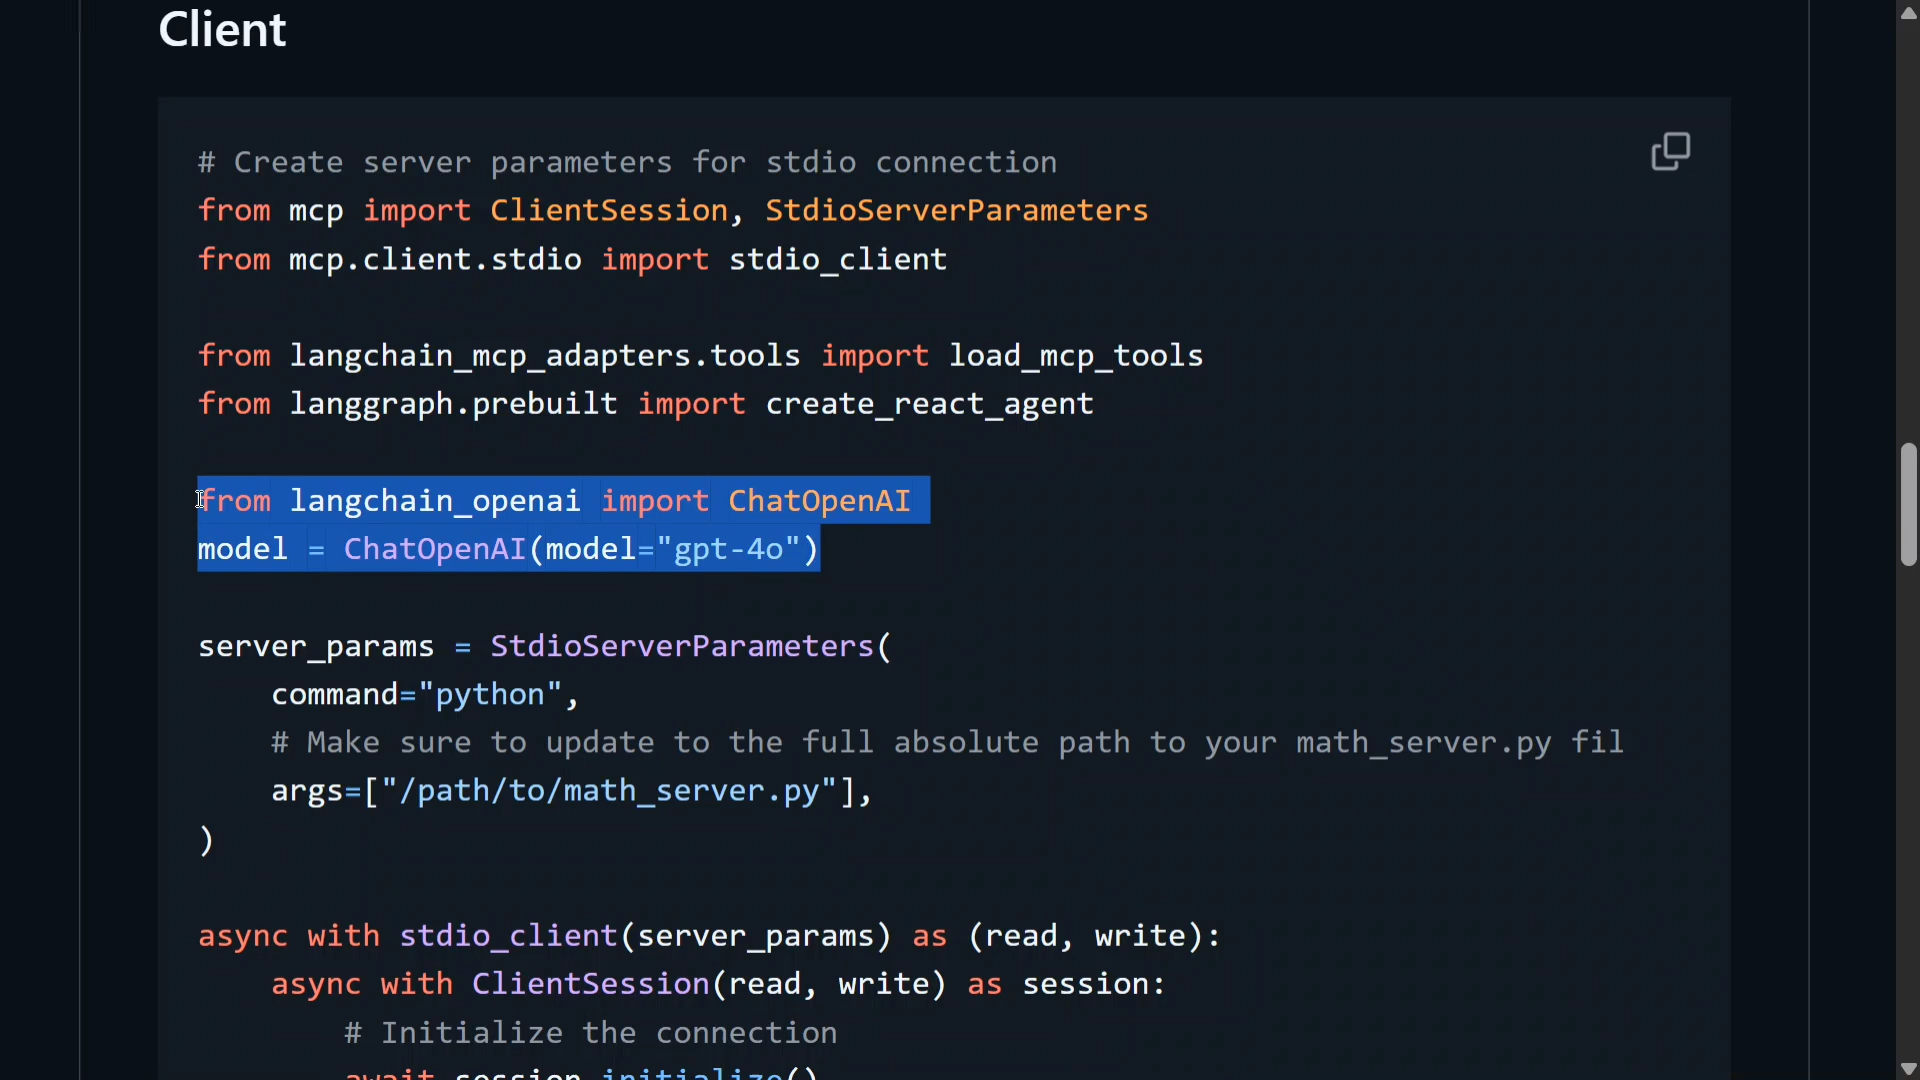 Client
# Create server parameters for stdio connection
from mcp import ClientSession, StdioServerParameters
from mcp.client.stdio import stdio_client
from langchain_mcp_adapters.tools import load_mcp_tools
from langgraph.prebuilt import create_react_agent
from langchain_openai import ChatOpenAI
model = ChatOpenAI(model="gpt-4o")
server_params = StdioServerParameters(
    command="python",
    # Make sure to update to the full absolute path to your math_server.py fil
    args=["/path/to/math_server.py"],
)
async with stdio_client(server_params) as (read, write):
    async with ClientSession(read, write) as session:
        # Initialize the connection
        await session.initialize()